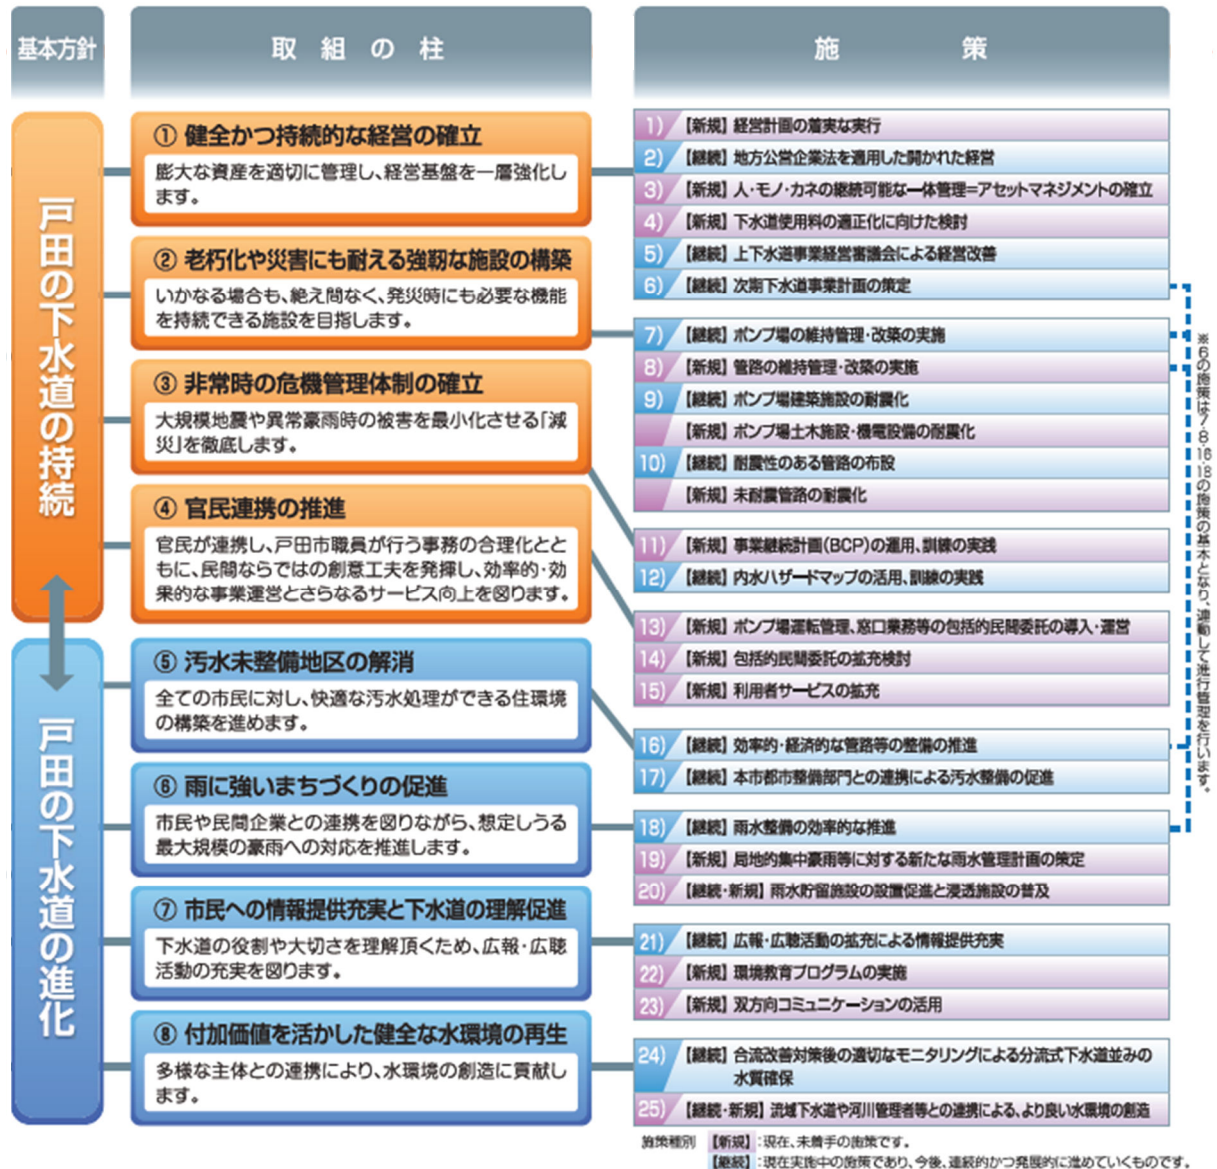 基本方針
取組の柱
施策
戸田の下水道の持続
① 健全かつ持続的な経営の確立
膨大な資産を適切に管理し、経営基盤を一層強化し
ます。
② 老朽化や災害にも耐える強靭な施設の構築
いかなる場合も、絶え間なく、発災時にも必要な機能
を持続できる施設を目指します。
③ 非常時の危機管理体制の確立
大規模地震や異常豪雨時の被害を最小化させる「減
災」を徹底します。
④ 官民連携の推進
官民が連携し、戸田市職員が行う事務の合理化とと
もに、民間ならではの創意工夫を発揮し、効率的・効
果的な事業運営とさらなるサービス向上を図ります。
戸田の下水道の進化
⑤ 汚水未整備地区の解消
全ての市民に対し、快適な汚水処理ができる住環境
の構築を進めます。
⑥ 雨に強いまちづくりの促進
市民や民間企業との連携を図りながら、想定しうる
最大規模の豪雨への対応を推進します。
⑦ 市民への情報提供充実と下水道の理解促進
下水道の役割や大切さを理解頂くため、広報・広聴
活動の充実を図ります。
⑧ 付加価値を活かした健全な水環境の再生
多様な主体との連携により、水環境の創造に貢献し
ます。
1) 【新規】 経営計画の着実な実行
2) 【継続】 地方公営企業法を適用した開かれた経営
3) 【新規】 人・モノ・カネの継続可能な一体管理=アセットマネジメントの確立
4) 【新規】 下水道使用料の適正化に向けた検討
5) 【継続】 上下水道事業経営審議会による経営改善
6) 【継続】 次期下水道事業計画の策定
7) 【継続】 ポンプ場の維持管理・改築の実施
8) 【新規】 管路の維持管理・改築の実施
9) 【継続】 ポンプ場建築施設の耐震化
【新規】 ポンプ場土木施設・機電設備の耐震化
10) 【継続】 耐震性のある管路の布設
【新規】 未耐震管路の耐震化
11) 【新規】 事業継続計画(BCP)の運用、訓練の実践
12) 【継続】 内水ハザードマップの活用、訓練の実践
13) 【新規】 ポンプ場運転管理、窓口業務等の包括的民間委託の導入・運営
14) 【新規】 包括的民間委託の拡充検討
15) 【新規】 利用者サービスの拡充
16) 【継続】 効率的・経済的な管路等の整備の推進
17) 【継続】 本市都市整備部門との連携による汚水整備の促進
18) 【継続】 雨水整備の効率的な推進
19) 【新規】 局地的集中豪雨等に対する新たな雨水管理計画の策定
20) 【継続・新規】 雨水貯留施設の設置促進と浸透施設の普及
21) 【継続】 広報・広聴活動の拡充による情報提供充実
22) 【新規】 環境教育プログラムの実施
23) 【新規】 双方向コミュニケーションの活用
24) 【継続】 合流改善対策後の適切なモニタリングによる分流式下水道並みの
水質確保
25) 【継続・新規】 流域下水道や河川管理者等との連携による、より良い水環境の創造
※6の施策は7・8・16・18の施策の基本となり、連動して進行管理を行います。
施策種別 【新規】:現在、未着手の施策です。
【継続】:現在実施中の施策であり、今後、連続的かつ発展的に進めていくものです。